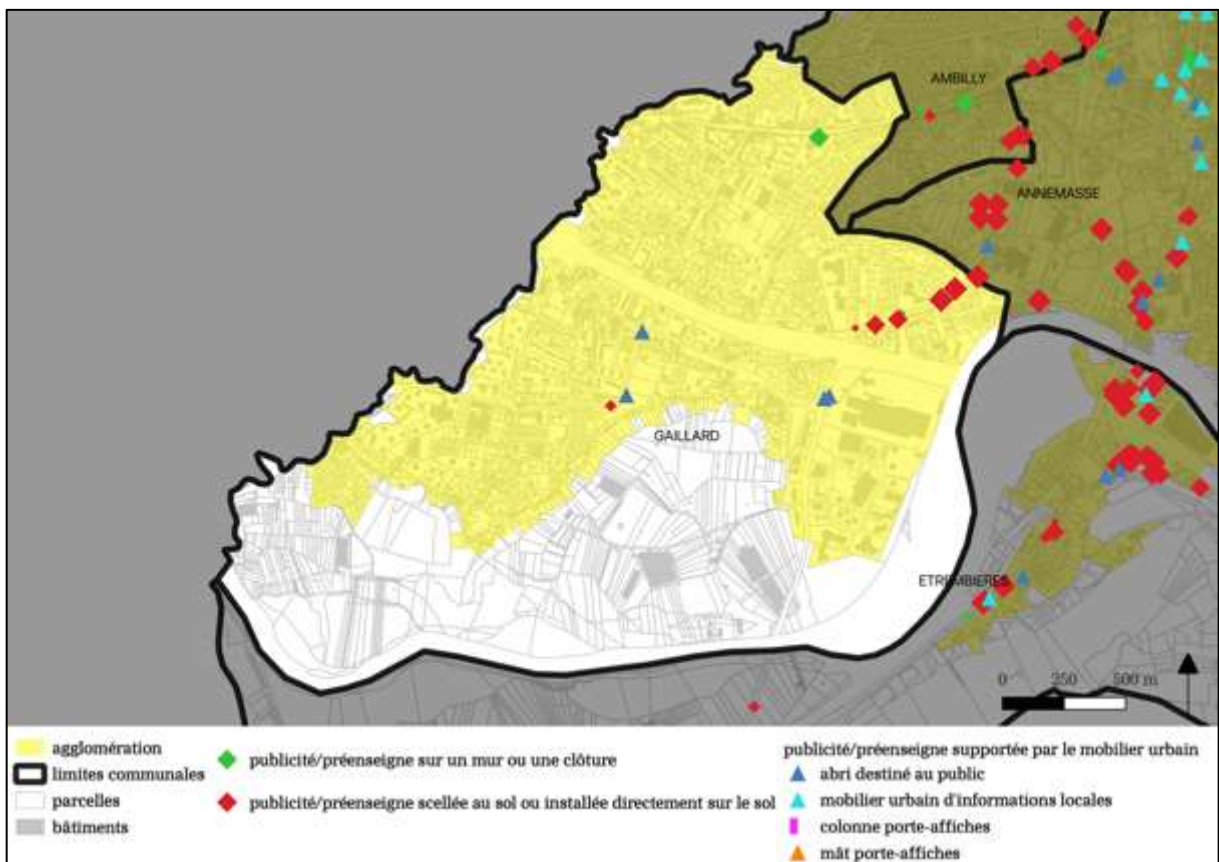 AMBILLY
ANNEMASSE
GAILLARD
ETREMBIERES
0 250 500 m
agglomération
limites communales
parcelles
bâtiments
publicité/préenseigne sur un mur ou une clôture
publicité/préenseigne scellée au sol ou installée directement sur le sol
publicité/préenseigne supportée par le mobilier urbain
abri destiné au public
mobilier urbain d'informations locales
colonne porte-affiches
mât porte-affiches